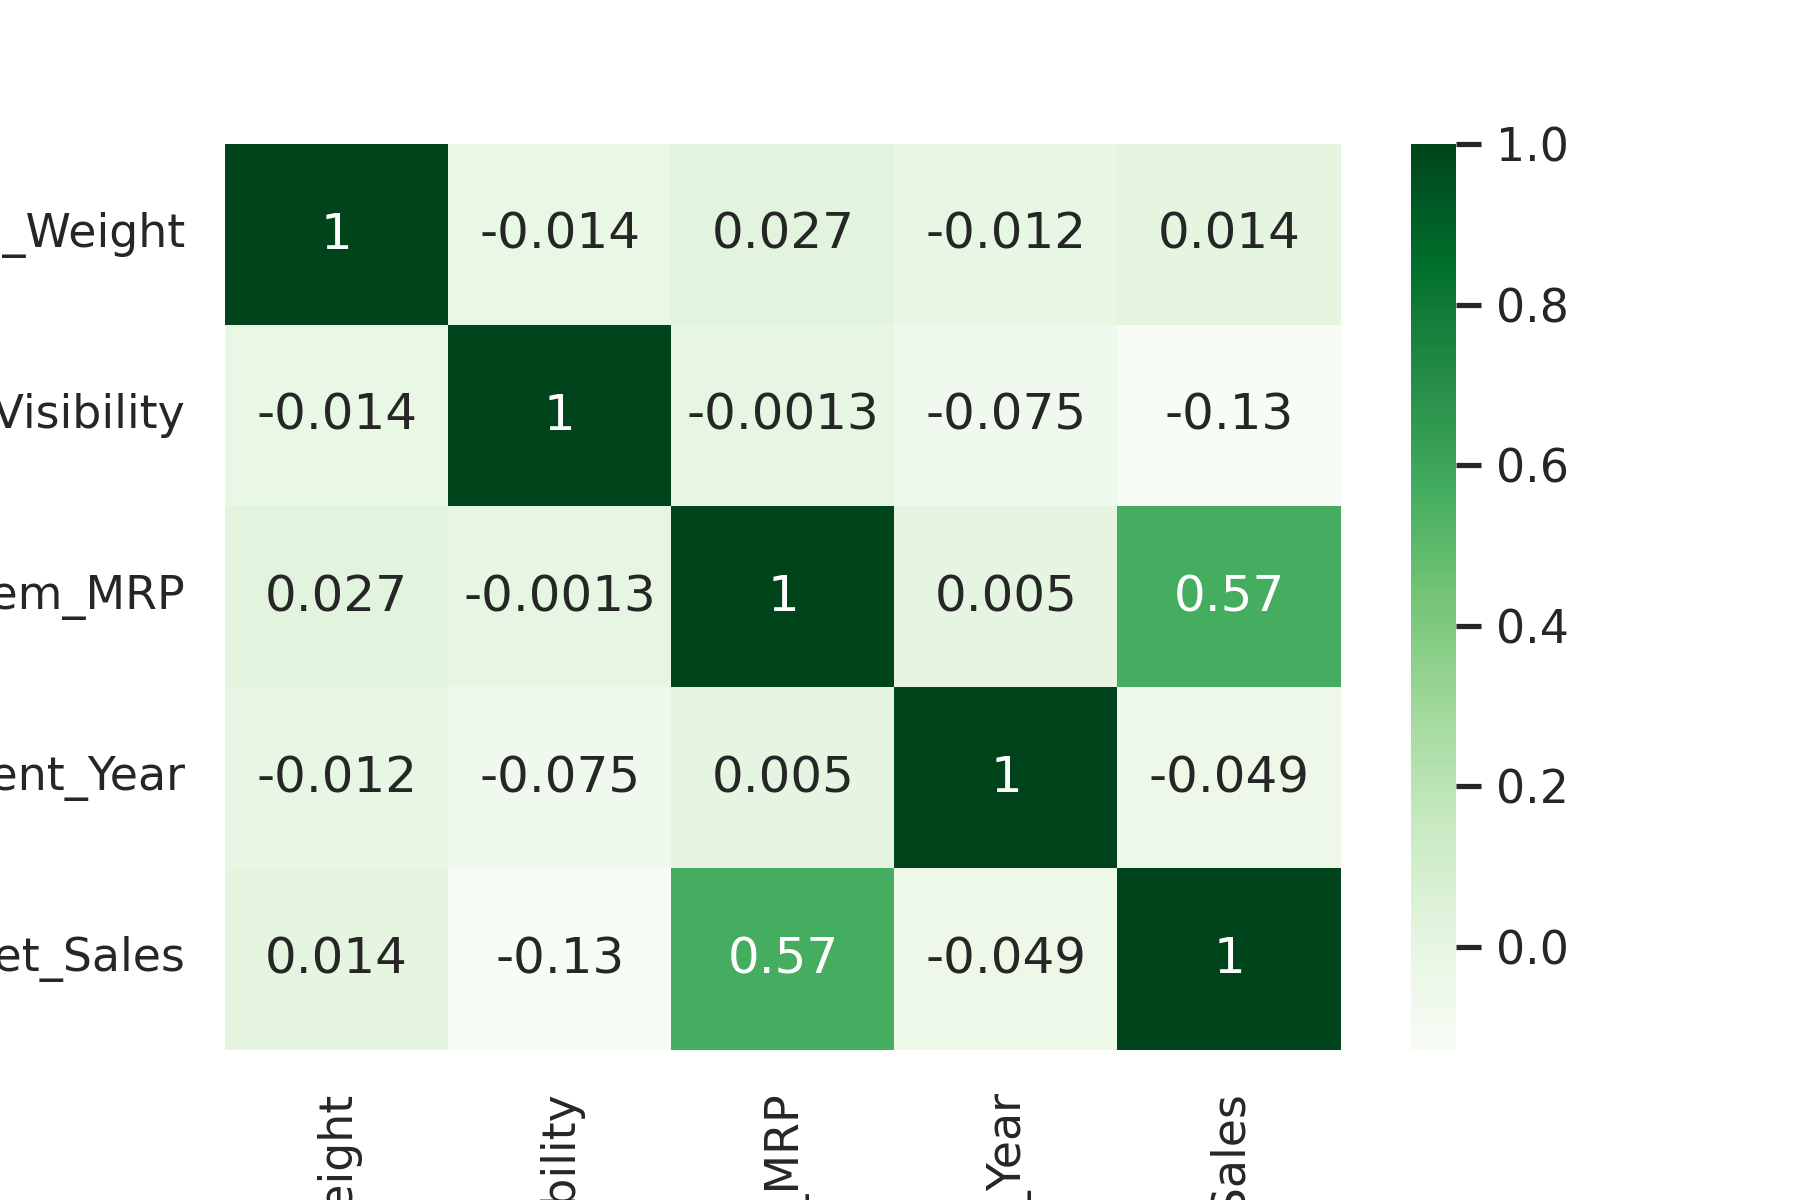 1.0
_Weight 1 -0.014 0.027 -0.012 0.014
0.8
Visibility -0.014 1 -0.0013 -0.075 -0.13
0.6
em_MRP 0.027 -0.0013 1 0.005 0.57
0.4
ent_Year -0.012 -0.075 0.005 1 -0.049
0.2
et_Sales 0.014 -0.13 0.57 -0.049 1
0.0
eight bility _MRP _Year Sales